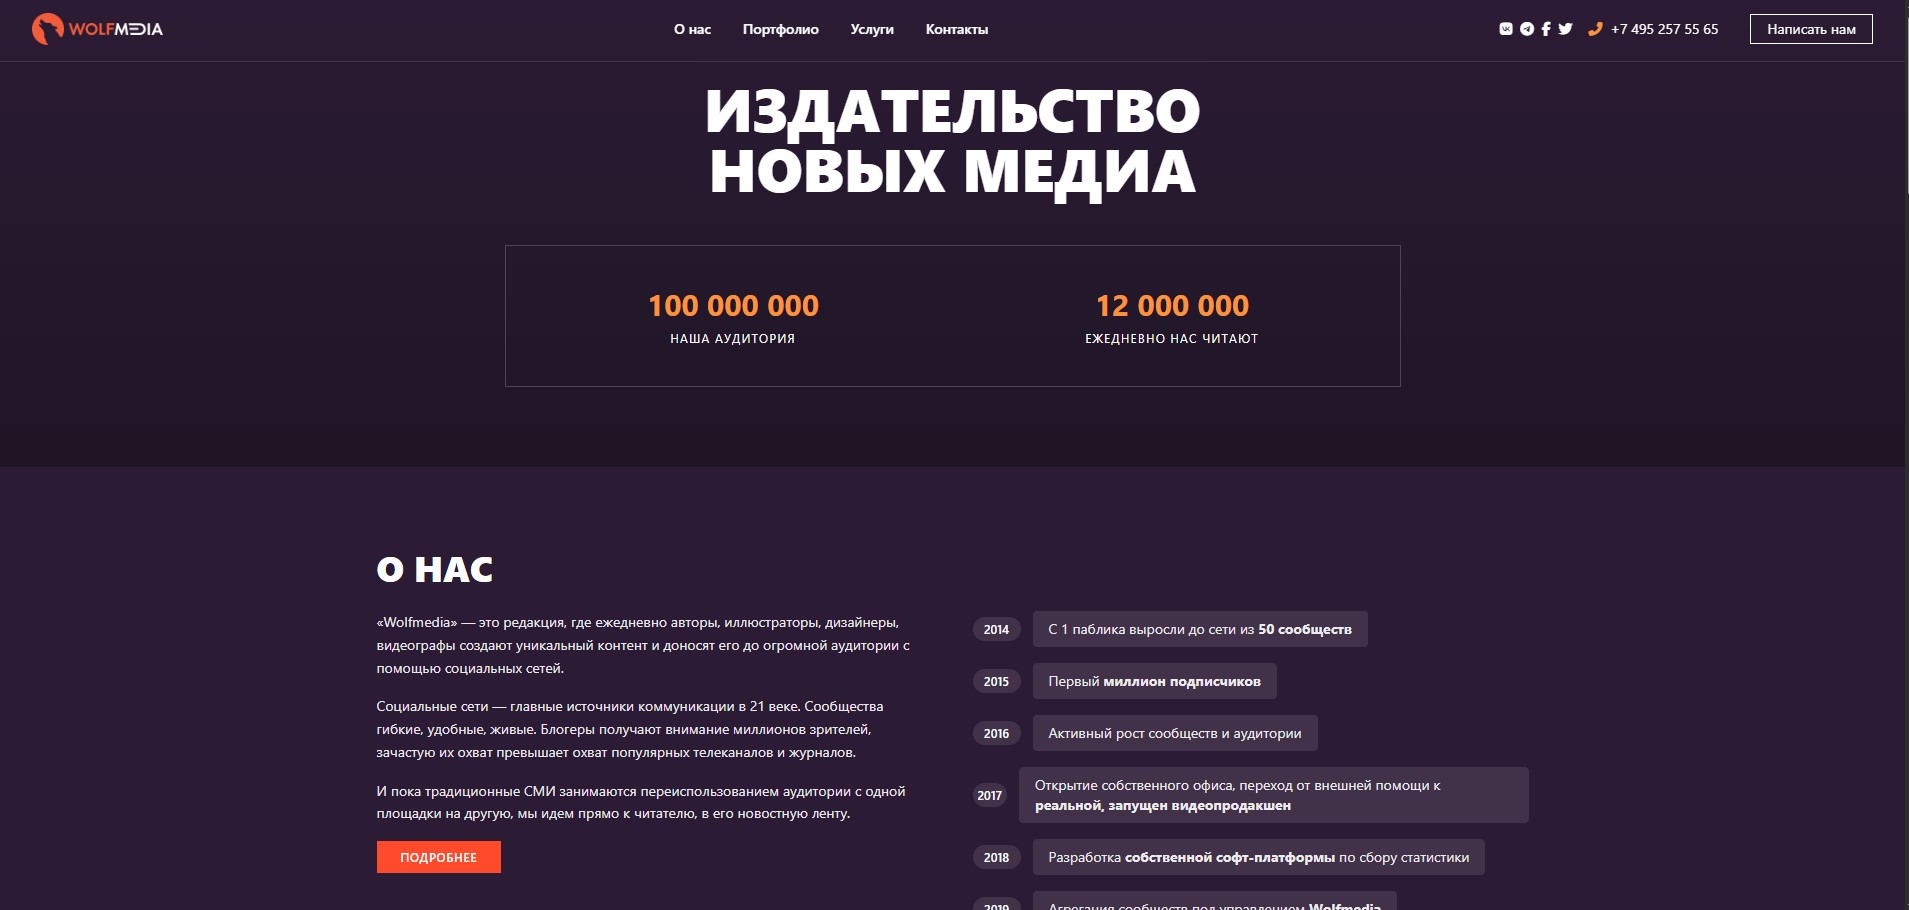 WOLFMEDIA
О нас
Портфолио
Услуги
Контакты
+7 495 257 55 65
Написать нам
ИЗДАТЕЛЬСТВО
НОВЫХ МЕДИА
100 000 000
НАША АУДИТОРИЯ
12 000 000
ЕЖЕДНЕВНО НАС ЧИТАЮТ
О НАС
«Wolfmedia» — это редакция, где ежедневно авторы, иллюстраторы, дизайнеры,
видеографы создают уникальный контент и доносят его до огромной аудитории с
помощью социальных сетей.
Социальные сети — главные источники коммуникации в 21 веке. Сообщества
гибкие, удобные, живые. Блогеры получают внимание миллионов зрителей,
зачастую их охват превышает охват популярных телеканалов и журналов.
И пока традиционные СМИ занимаются переиспользованием аудитории с одной
площадки на другую, мы идем прямо к читателю, в его новостную ленту.
ПОДРОБНЕЕ
2014
С 1 паблика выросли до сети из 50 сообществ
2015
Первый миллион подписчиков
2016
Активный рост сообществ и аудитории
2017
Открытие собственного офиса, переход от внешней помощи к
реальной, запущен видеопродакшен
2018
Разработка собственной софт-платформы по сбору статистики
2019
Агрегация сообществ под управлением Wolfmedia